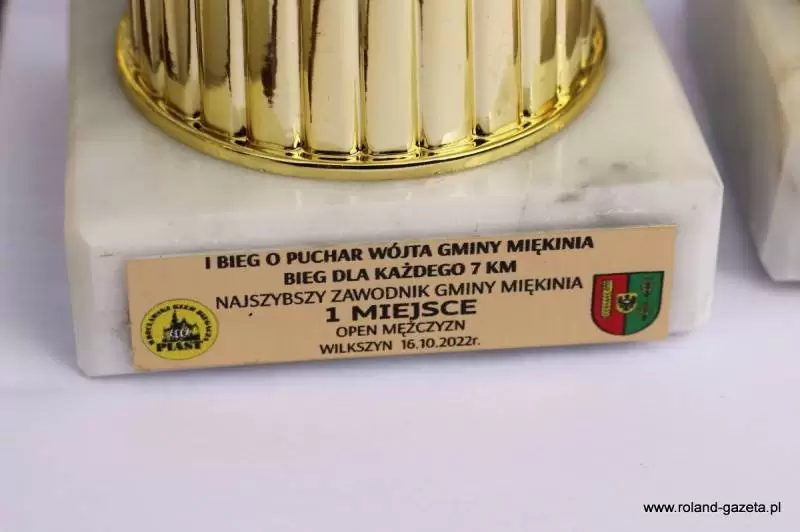 I BIEG O PUCHAR WÓJTA GMINY MIĘKINIA
BIEG DLA KAŻDEGO 7 KM
NAJSZYBSZY ZAWODNIK GMINY MIĘKINIA
1 MIEJSCE
OPEN MĘŻCZYZN
WILKSZYN 16.10.2022r.
PIAST
www.roland-gazeta.pl